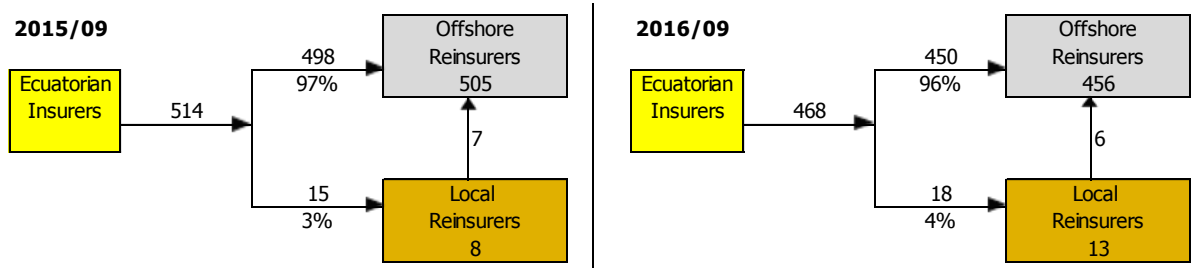 2015/09
Ecuatorian
Insurers
514
498
97%
Offshore
Reinsurers
505
7
15
3%
Local
Reinsurers
8
2016/09
Ecuatorian
Insurers
468
450
96%
Offshore
Reinsurers
456
6
18
4%
Local
Reinsurers
13